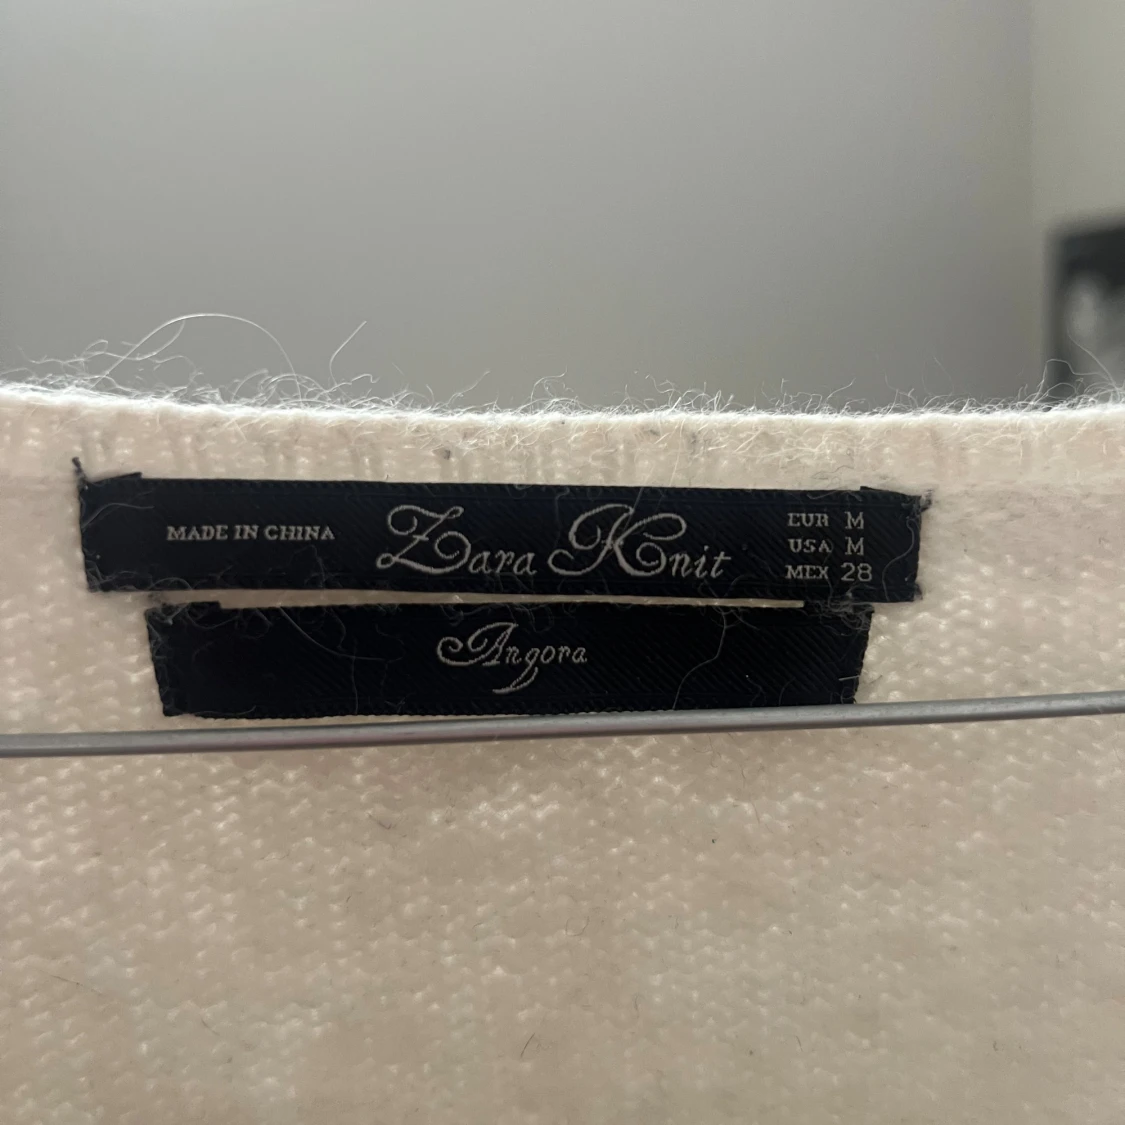 MADE IN CHINA
Zara Knit
EUR M
USA M
MEX 28
Angora